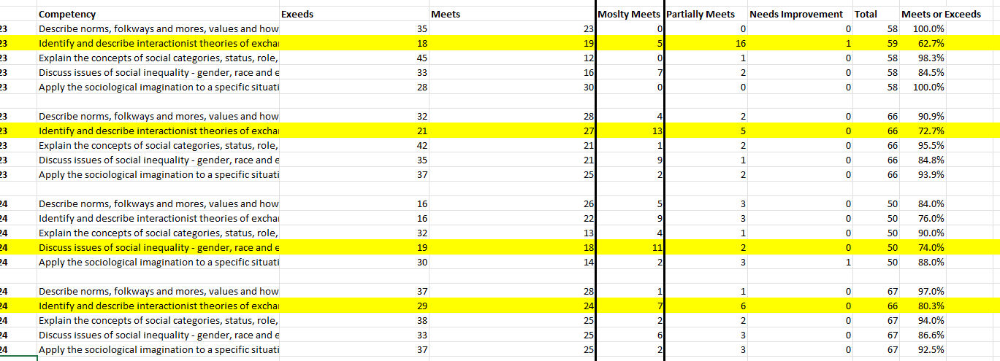 Competency Exeeds Meets Moslty Meets Partially Meets Needs Improvement Total Meets or Exceeds
23 Describe norms, folkways and mores, values and how 35 23 0 0 0 58 100.0%
23 Identify and describe interactionist theories of exchai 18 19 5 16 1 59 62.7%
23 Explain the concepts of social categories, status, role, 45 12 0 1 0 58 98.3%
23 Discuss issues of social inequality - gender, race and e 33 16 7 2 0 58 84.5%
23 Apply the sociological imagination to a specific situati 28 30 0 0 0 58 100.0%
23 Describe norms, folkways and mores, values and how 32 28 4 2 0 66 90.9%
23 Identify and describe interactionist theories of exchai 21 27 13 5 0 66 72.7%
23 Explain the concepts of social categories, status, role, 42 21 1 2 0 66 95.5%
23 Discuss issues of social inequality - gender, race and e 35 21 9 1 0 66 84.8%
23 Apply the sociological imagination to a specific situati 37 25 2 2 0 66 93.9%
24 Describe norms, folkways and mores, values and how 16 26 5 3 0 50 84.0%
24 Identify and describe interactionist theories of exchai 16 22 9 3 0 50 76.0%
24 Explain the concepts of social categories, status, role, 32 13 4 1 0 50 90.0%
24 Discuss issues of social inequality - gender, race and e 19 18 11 2 0 50 74.0%
24 Apply the sociological imagination to a specific situati 30 14 2 3 1 50 88.0%
24 Describe norms, folkways and mores, values and how 37 28 1 1 0 67 97.0%
24 Identify and describe interactionist theories of exchai 29 24 7 6 0 66 80.3%
24 Explain the concepts of social categories, status, role, 38 25 2 2 0 67 94.0%
24 Discuss issues of social inequality - gender, race and e 33 25 6 3 0 67 86.6%
24 Apply the sociological imagination to a specific situati 37 25 2 3 0 67 92.5%